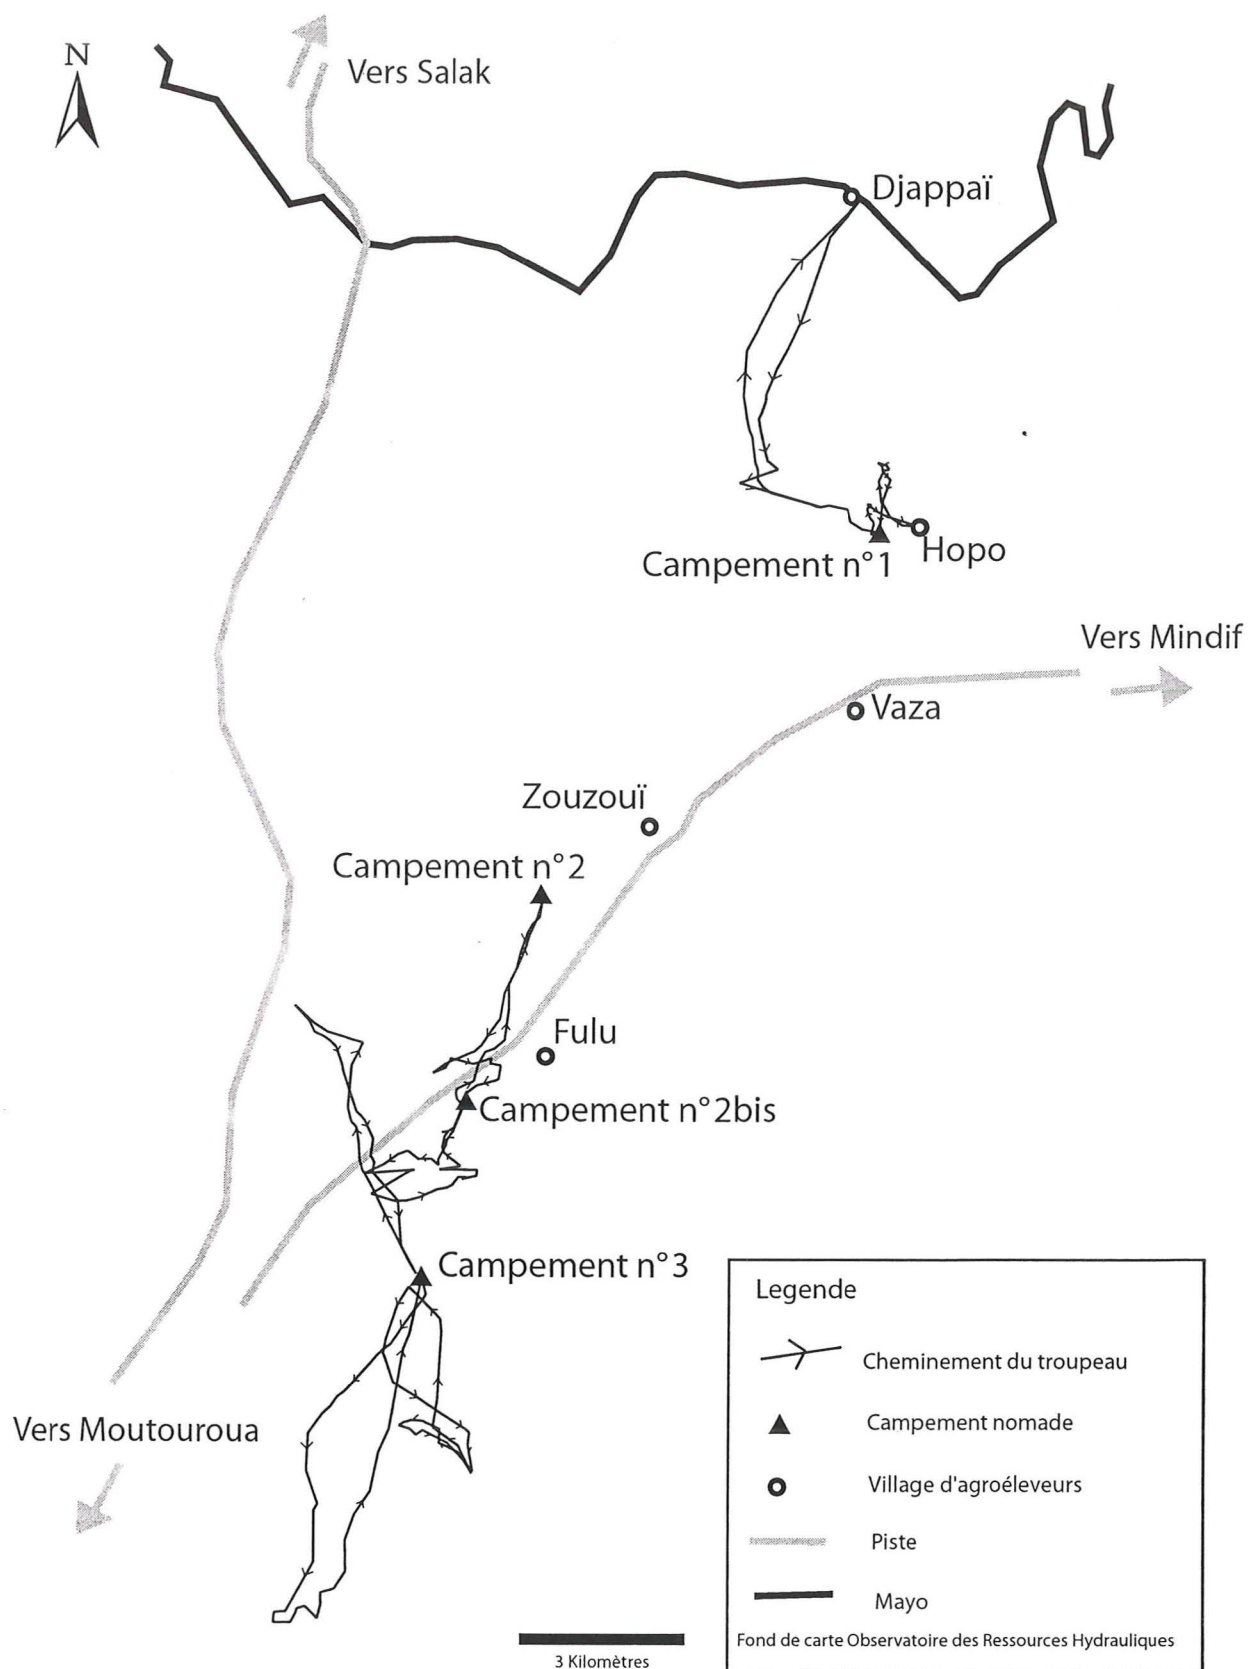 N
Vers Salak
Djappaï
Hopo
Campement n°1
Vers Mindif
Vaza
Zouzouï
Campement n°2
Fulu
Campement n°2bis
Campement n°3
Vers Moutouroua
Legende
Cheminement du troupeau
Campement nomade
Village d'agroéleveurs
Piste
Mayo
Fond de carte Observatoire des Ressources Hydrauliques
3 Kilomètres